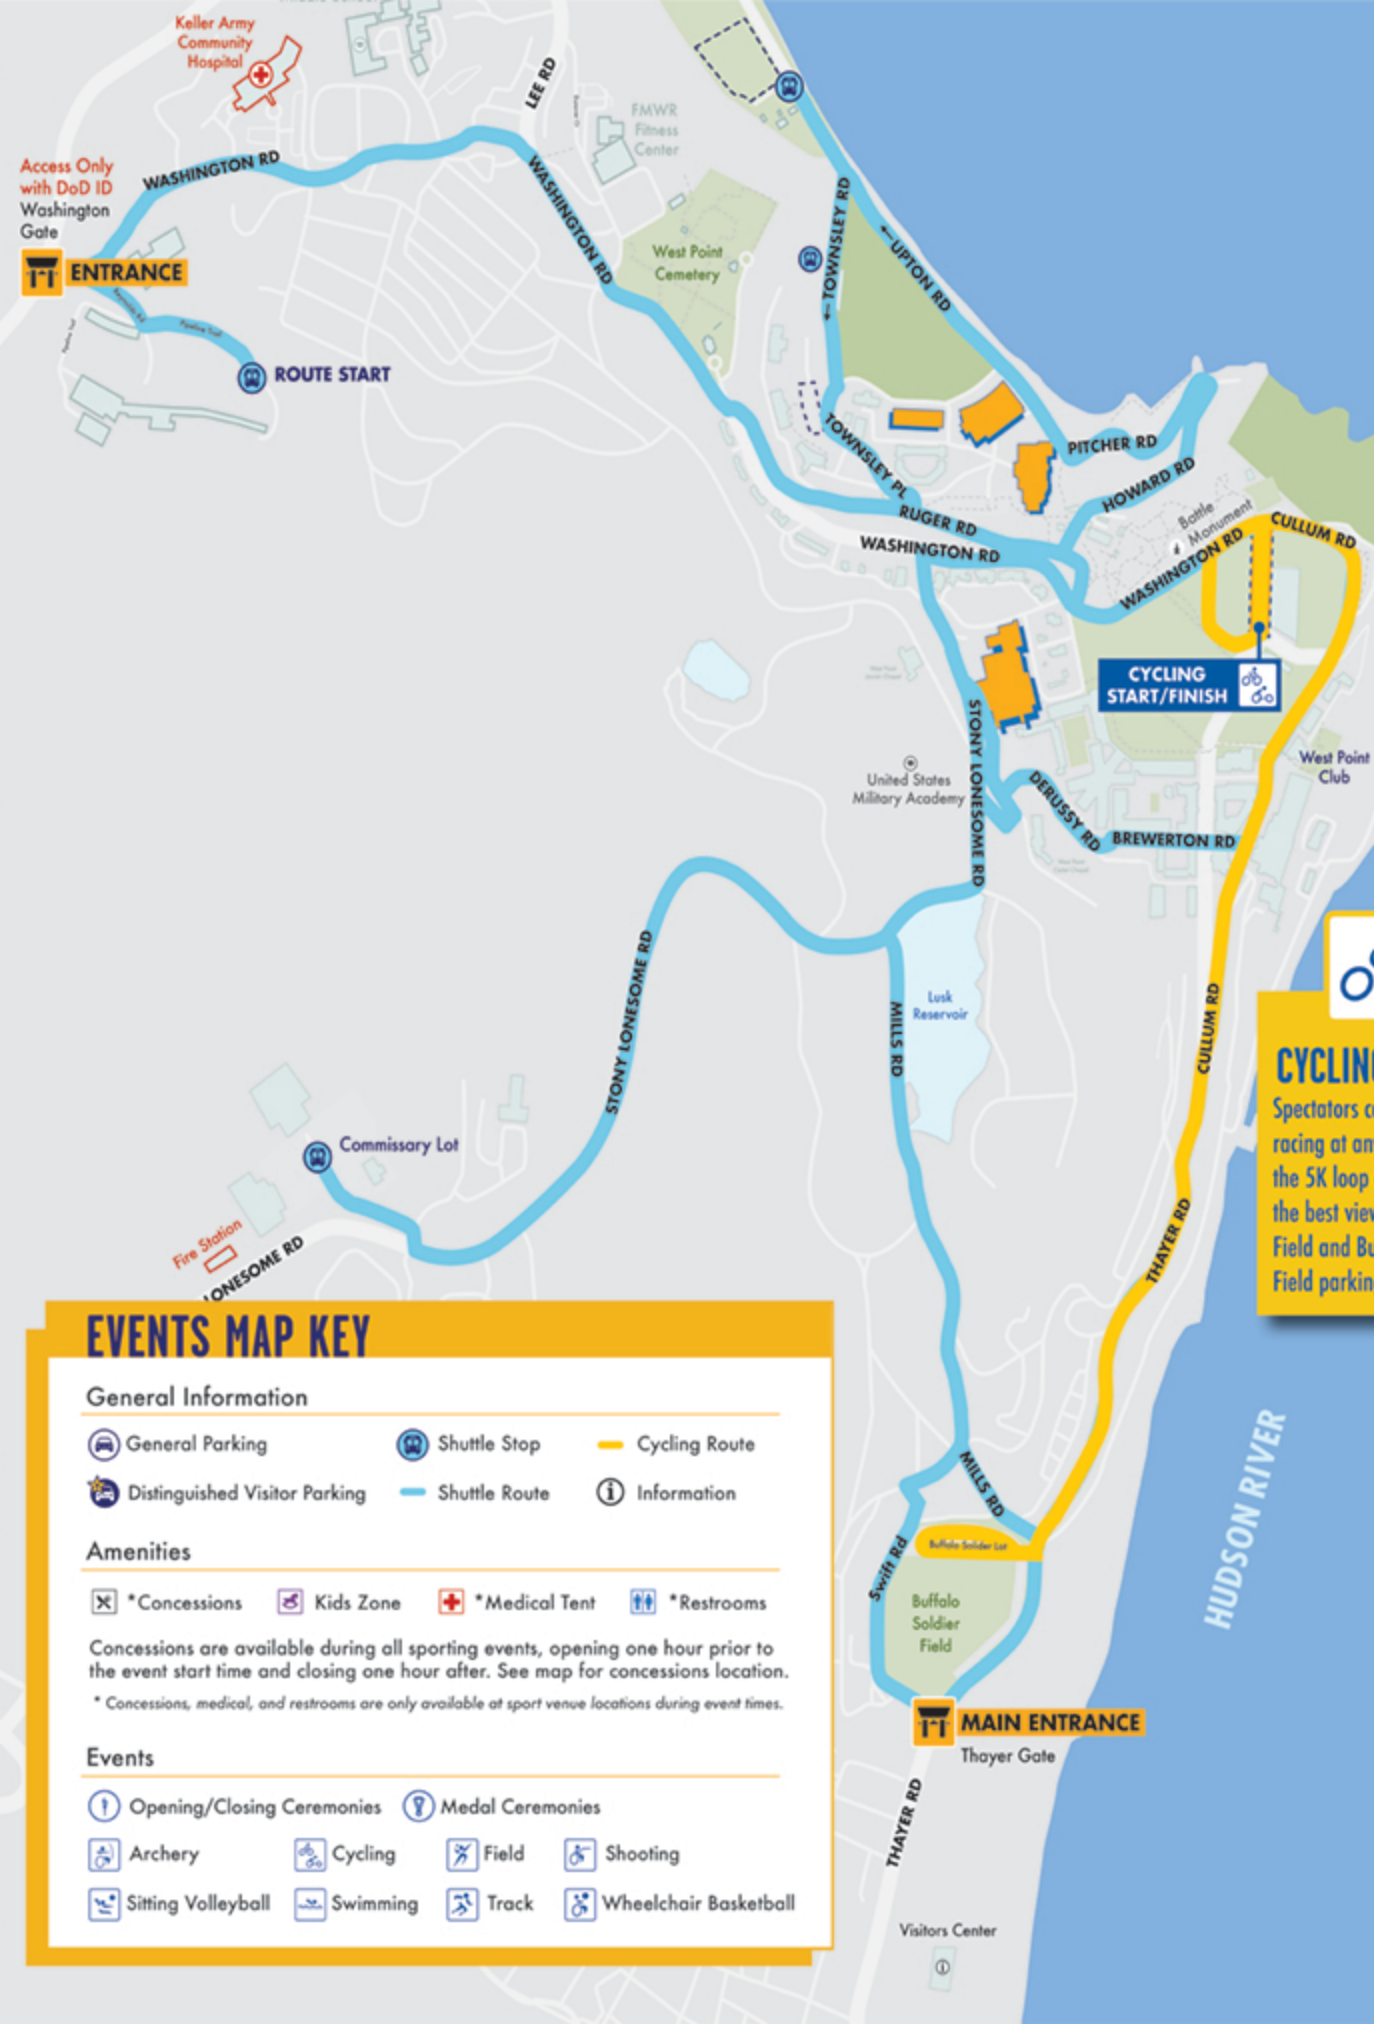 Keller Army
Community
Hospital
LEE RD
FMWR
Fitness
Center
Access Only
with DoD ID
Washington
Gate
ENTRANCE
WASHINGTON RD
WASHINGTON RD
ROUTE START
West Point
Cemetery
TOWNSLEY RD
UPTON RD
TOWNSLEY PL
PITCHER RD
HOWARD RD
RUGER RD
WASHINGTON RD
Battle
Monument
WASHINGTON RD
CULLUM RD
CYCLING
START/FINISH
West Point
Club
STONY LONESOME RD
United States
Military Academy
DERUSSY RD
BREWERTON RD
STONY LONESOME RD
MILLS RD
Lusk
Reservoir
CULLUM RD
Commissary Lot
Fire Station
LONESOME RD
THAYER RD
CYCLIN
Spectators c
racing at an
the 5K loop
the best view
Field and Bu
Field parkin
HUDSON RIVER
MILLS RD
Swift Rd
Buffalo Soldier Lot
Buffalo
Soldier
Field
MAIN ENTRANCE
Thayer Gate
THAYER RD
Visitors Center
EVENTS MAP KEY
General Information
General Parking Shuttle Stop Cycling Route
Distinguished Visitor Parking Shuttle Route Information
Amenities
*Concessions Kids Zone *Medical Tent *Restrooms
Concessions are available during all sporting events, opening one hour prior to
the event start time and closing one hour after. See map for concessions location.
* Concessions, medical, and restrooms are only available at sport venue locations during event times.
Events
Opening/Closing Ceremonies Medal Ceremonies
Archery Cycling Field Shooting
Sitting Volleyball Swimming Track Wheelchair Basketball